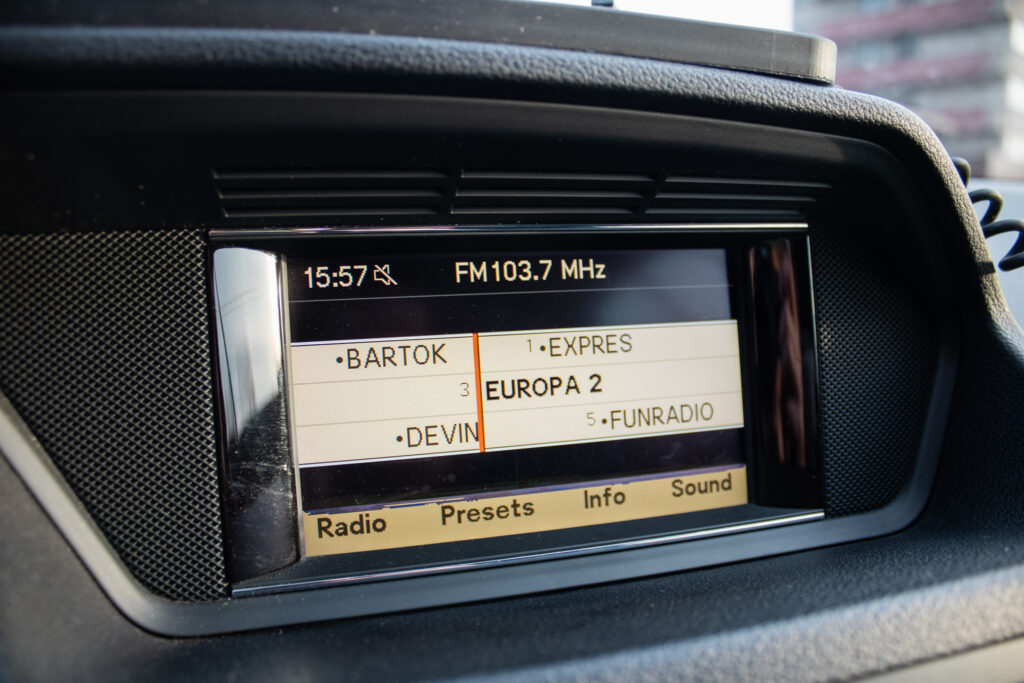 15:57 FM 103.7 MHz
•BARTOK 1 •EXPRES
3 EUROPA 2
•DEVIN 5 •FUNRADIO
Radio Presets Info Sound